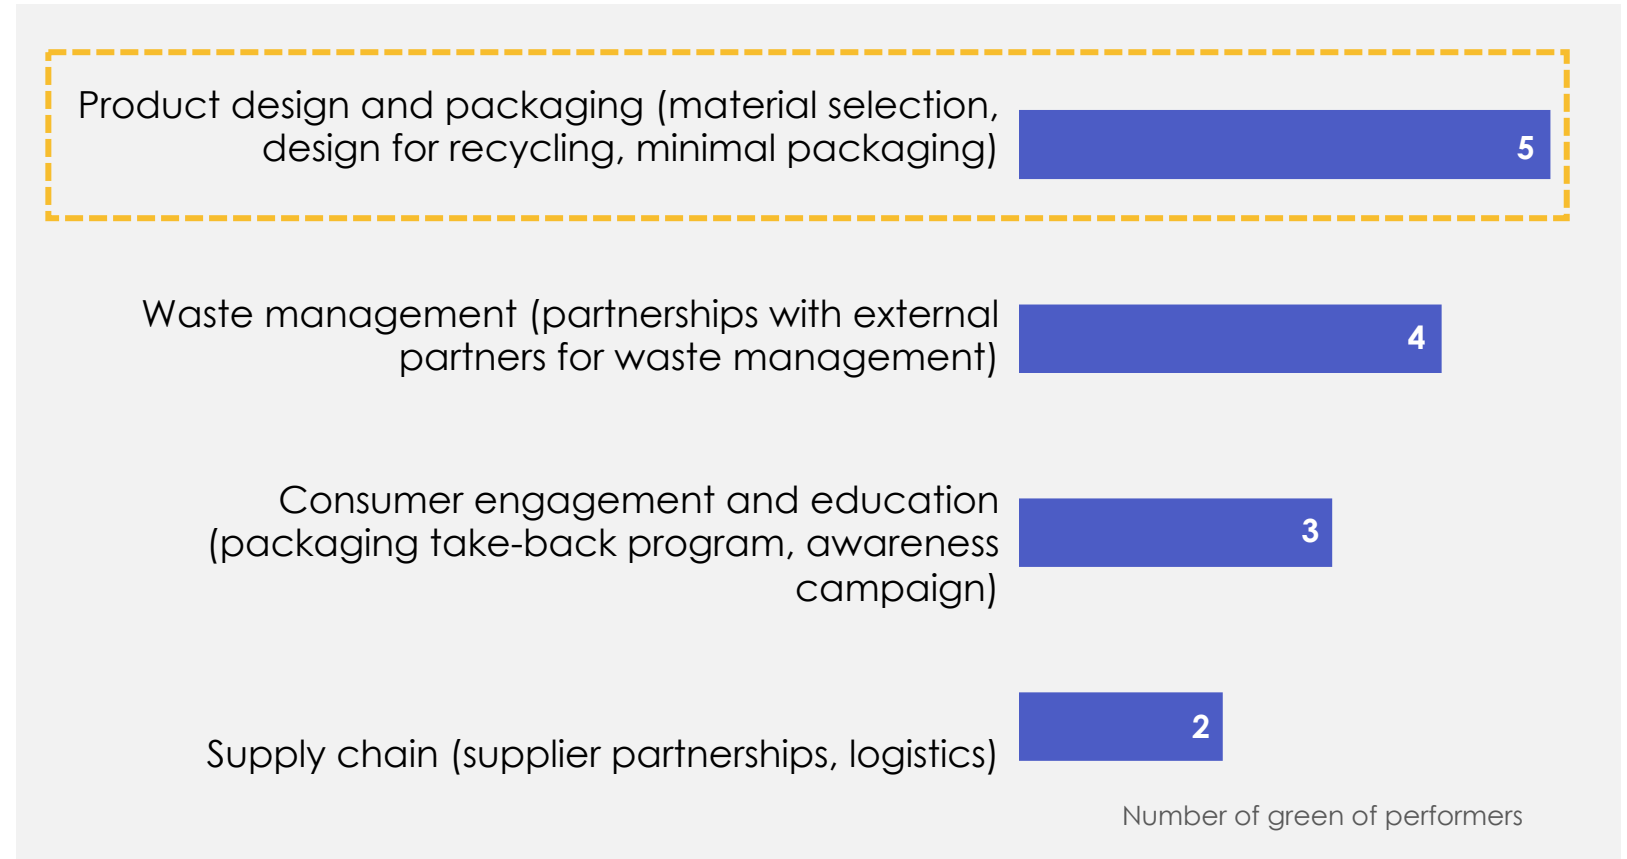 Product design and packaging (material selection,
design for recycling, minimal packaging)
5
Waste management (partnerships with external
partners for waste management)
4
Consumer engagement and education
(packaging take-back program, awareness
campaign)
3
Supply chain (supplier partnerships, logistics)
2
Number of green of performers